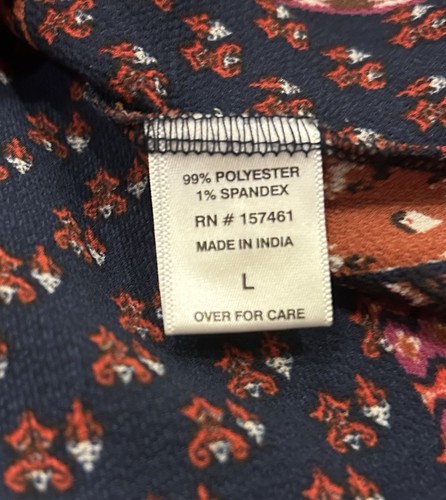 99% POLYESTER
1% SPANDEX
RN # 157461
MADE IN INDIA
L
OVER FOR CARE